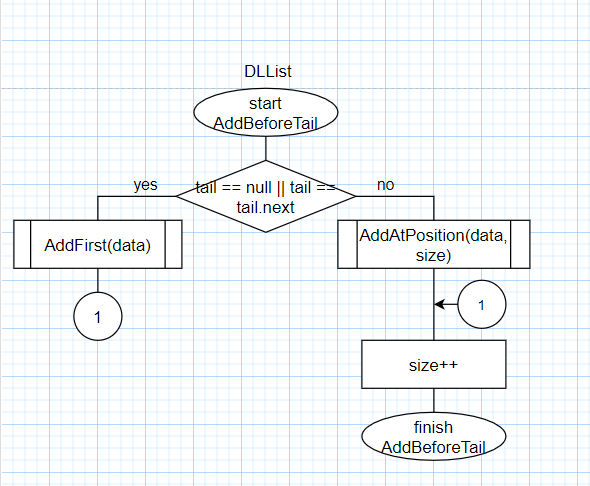 DLList
start
AddBeforeTail
yes
tail == null || tail ==
tail.next
no
AddFirst(data)
AddAtPosition(data,
size)
1
1
size++
finish
AddBeforeTail